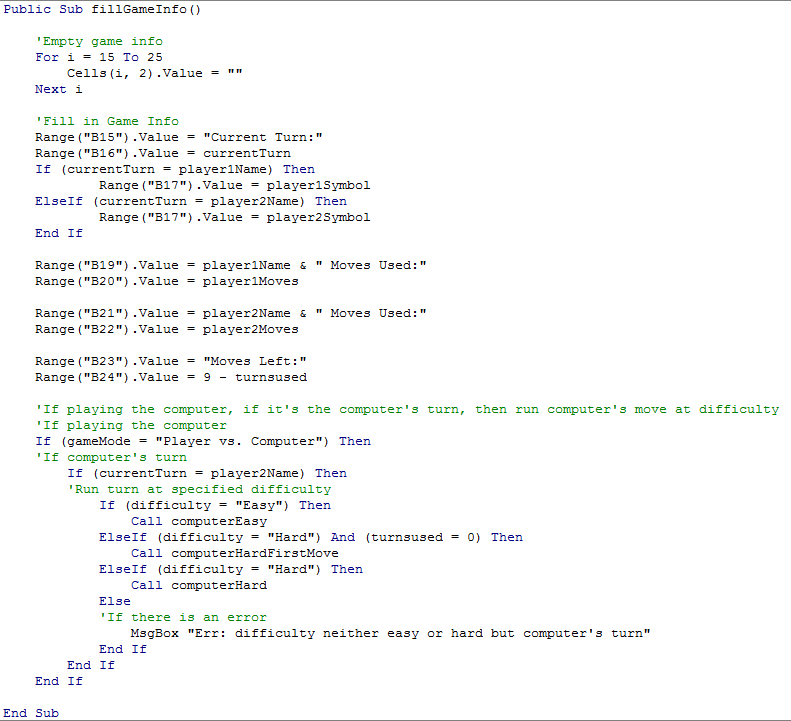 Public Sub fillGameInfo()

    'Empty game info
    For i = 15 To 25
        Cells(i, 2).Value = ""
    Next i

    'Fill in Game Info
    Range("B15").Value = "Current Turn:"
    Range("B16").Value = currentTurn
    If (currentTurn = player1Name) Then
            Range("B17").Value = player1Symbol
    ElseIf (currentTurn = player2Name) Then
            Range("B17").Value = player2Symbol
    End If

    Range("B19").Value = player1Name & " Moves Used:"
    Range("B20").Value = player1Moves

    Range("B21").Value = player2Name & " Moves Used:"
    Range("B22").Value = player2Moves

    Range("B23").Value = "Moves Left:"
    Range("B24").Value = 9 - turnsused

    'If playing the computer, if it's the computer's turn, then run computer's move at difficulty
    'If playing the computer
    If (gameMode = "Player vs. Computer") Then
    'If computer's turn
        If (currentTurn = player2Name) Then
        'Run turn at specified difficulty
            If (difficulty = "Easy") Then
                Call computerEasy
            ElseIf (difficulty = "Hard") And (turnsused = 0) Then
                Call computerHardFirstMove
            ElseIf (difficulty = "Hard") Then
                Call computerHard
            Else
            'If there is an error
                MsgBox "Err: difficulty neither easy or hard but computer's turn"
            End If
        End If
    End If

End Sub